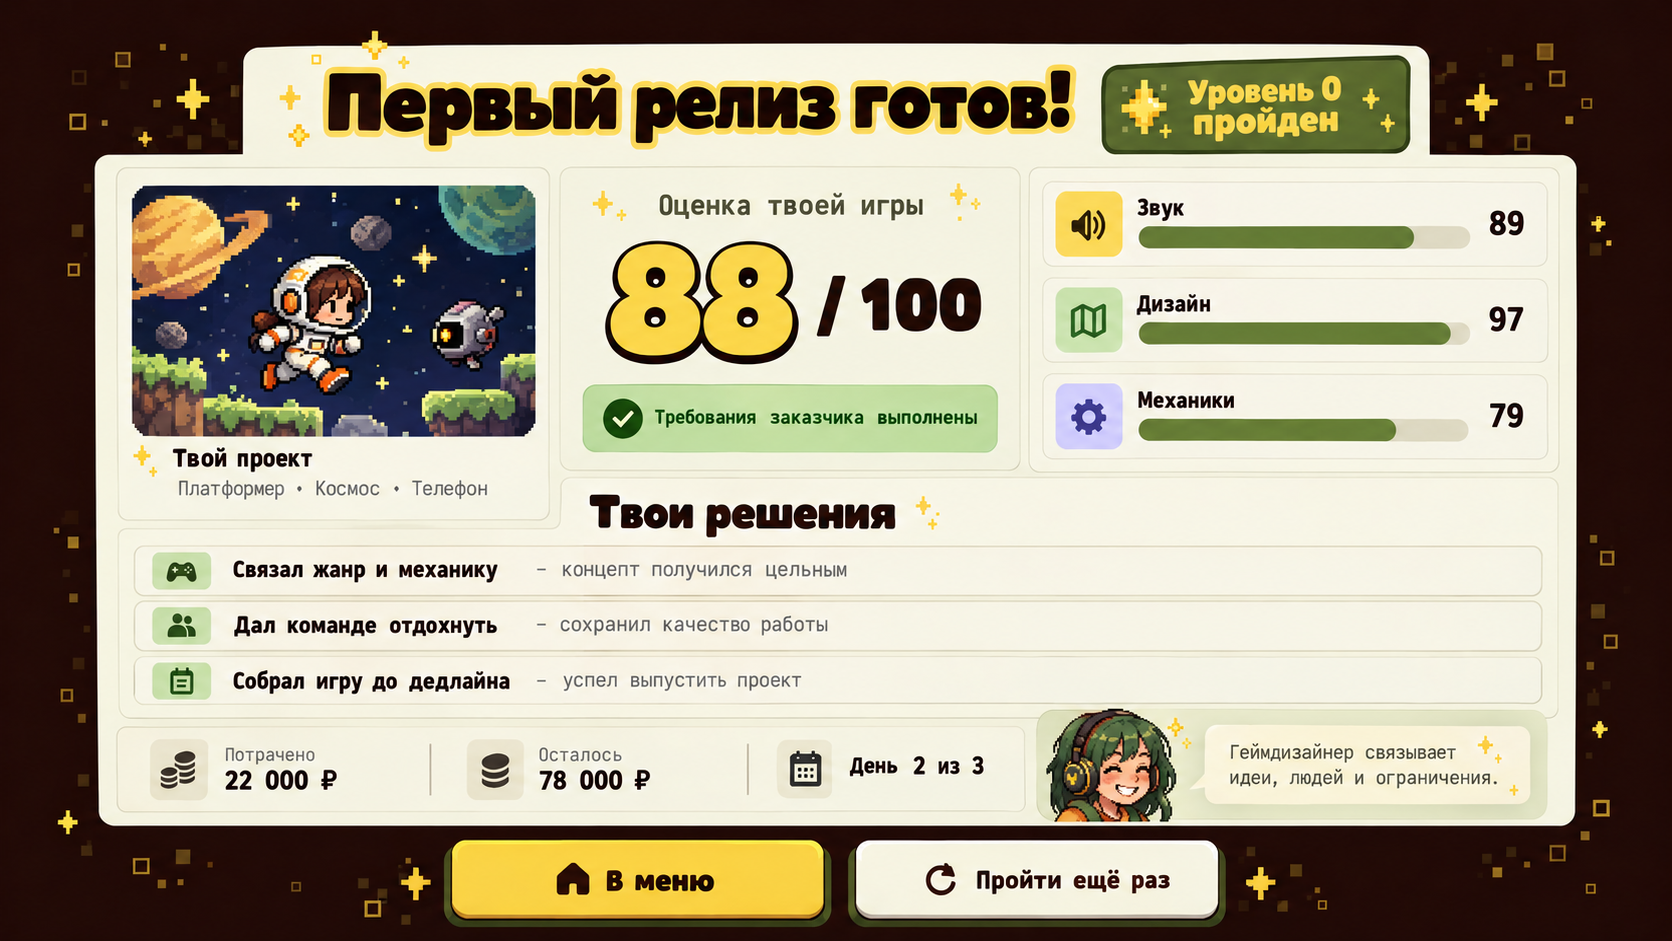 Первый релиз готов!
Уровень 0
пройден
Твой проект
Платформер • Космос • Телефон
Оценка твоей игры
88 / 100
Требования заказчика выполнены
Звук
89
Дизайн
97
Механики
79
Твои решения
Связал жанр и механику – концепт получился цельным
Дал команде отдохнуть – сохранил качество работы
Собрал игру до дедлайна – успел выпустить проект
Потрачено
22 000 ₽
Осталось
78 000 ₽
День 2 из 3
Геймдизайнер связывает
идеи, людей и ограничения.
В меню
Пройти ещё раз